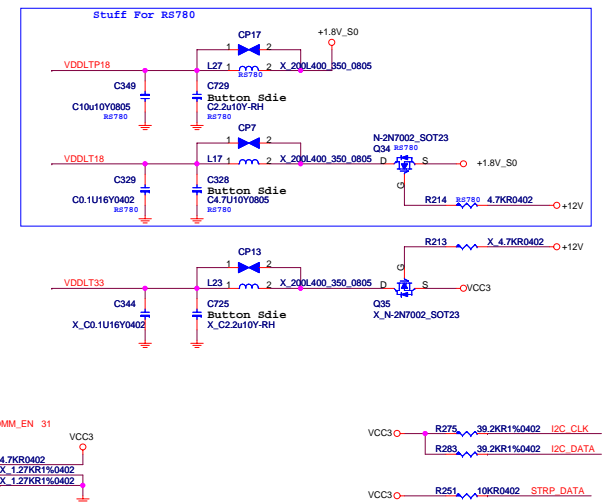 Stuff For RS780
CP17
+1.8V_S0
1 2
VDDLTP18
L27 1 2 X_200L400_350_0805
RS780
C349
C729
Button Sdie
C10u10Y0805
C2.2u10Y-RH
RS780
RS780
CP7
1 2
N-2N7002_SOT23
Q34 RS780
VDDLT18
L17 1 2 X_200L400_350_0805
D S
+1.8V_S0
G
C329
C328
Button Sdie
C0.1U16Y0402
C4.7U10Y0805
RS780
RS780
R214 RS780 4.7KR0402
+12V
R213 X_4.7KR0402
+12V
CP13
1 2
G
VDDLT33
L23 1 2 X_200L400_350_0805
D S
VCC3
C344
C725
Button Sdie
X_C0.1U16Y0402
X_C2.2u10Y-RH
Q35
X_N-2N7002_SOT23
MM_EN 31
VCC3
4.7KR0402
X_1.27KR1%0402
X_1.27KR1%0402
VCC3
R275 39.2KR1%0402 I2C_CLK
R283 39.2KR1%0402 I2C_DATA
VCC3
R251 10KR0402 STRP_DATA